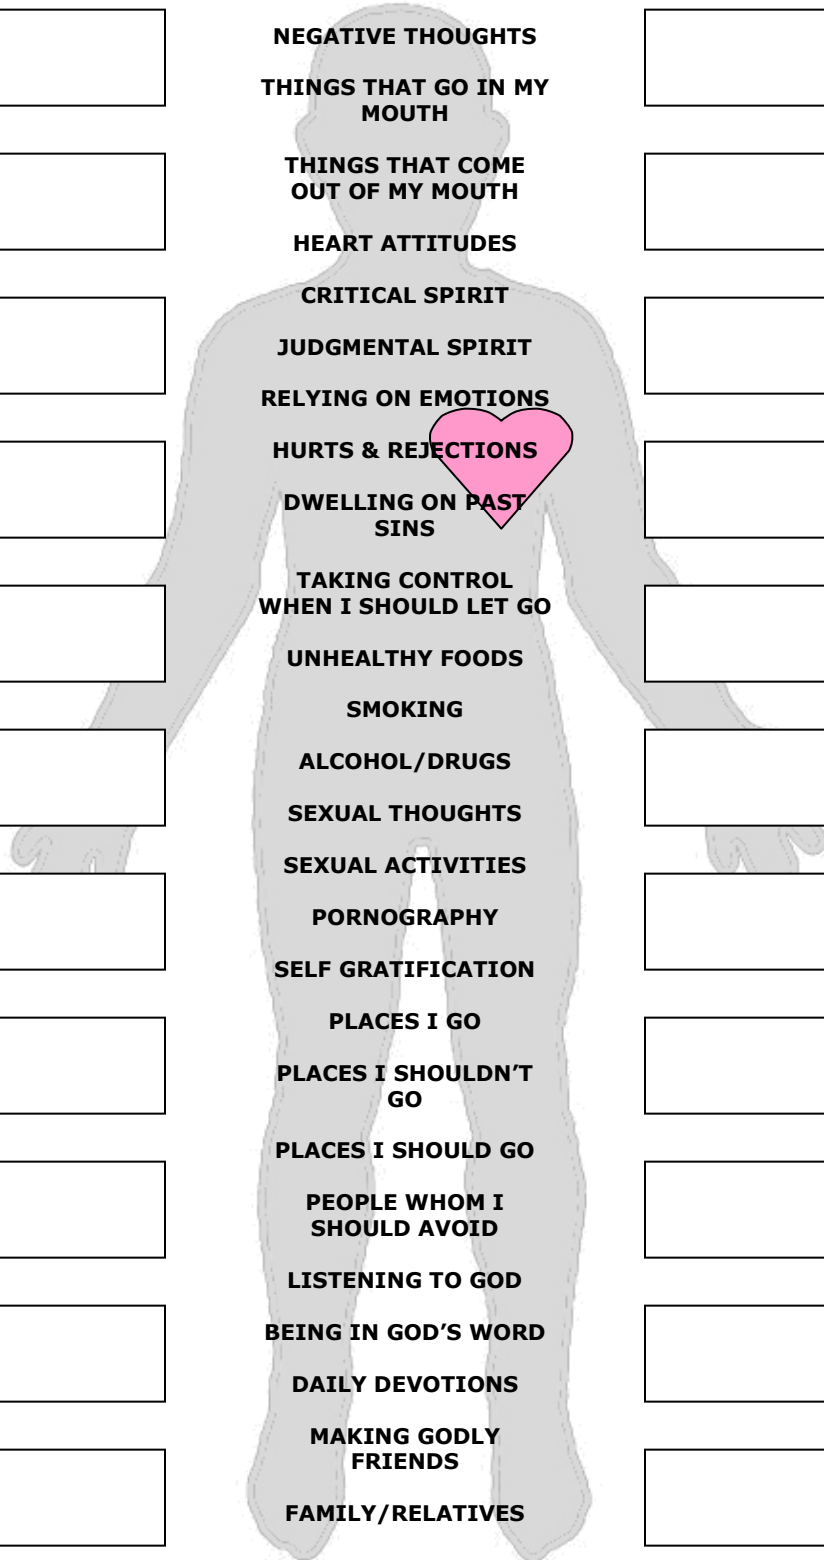 NEGATIVE THOUGHTS
THINGS THAT GO IN MY
MOUTH
THINGS THAT COME
OUT OF MY MOUTH
HEART ATTITUDES
CRITICAL SPIRIT
JUDGMENTAL SPIRIT
RELYING ON EMOTIONS
HURTS & REJECTIONS
DWELLING ON PAST
SINS
TAKING CONTROL
WHEN I SHOULD LET GO
UNHEALTHY FOODS
SMOKING
ALCOHOL/DRUGS
SEXUAL THOUGHTS
SEXUAL ACTIVITIES
PORNOGRAPHY
SELF GRATIFICATION
PLACES I GO
PLACES I SHOULDN’T
GO
PLACES I SHOULD GO
PEOPLE WHOM I
SHOULD AVOID
LISTENING TO GOD
BEING IN GOD’S WORD
DAILY DEVOTIONS
MAKING GODLY
FRIENDS
FAMILY/RELATIVES